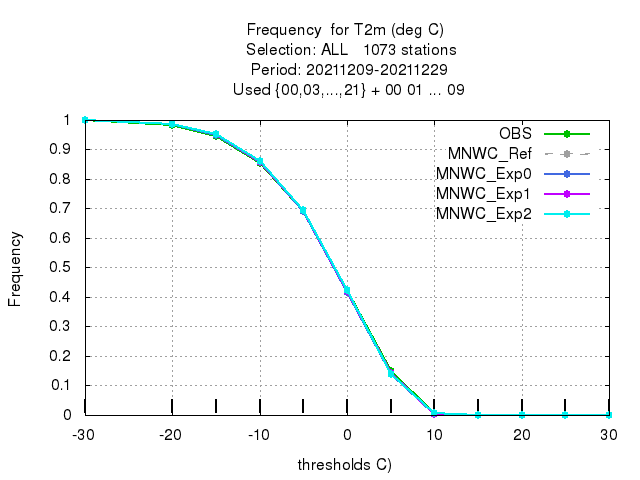 Frequency  for T2m (deg C)
Selection: ALL   1073 stations
Period: 20211209-20211229
Used {00,03,...,21} + 00 01 ... 09
OBS
MNWC_Ref
MNWC_Exp0
MNWC_Exp1
MNWC_Exp2
1
0.9
0.8
0.7
0.6
0.5
0.4
0.3
0.2
0.1
0
Frequency
-30 -20 -10 0 10 20 30
thresholds C)